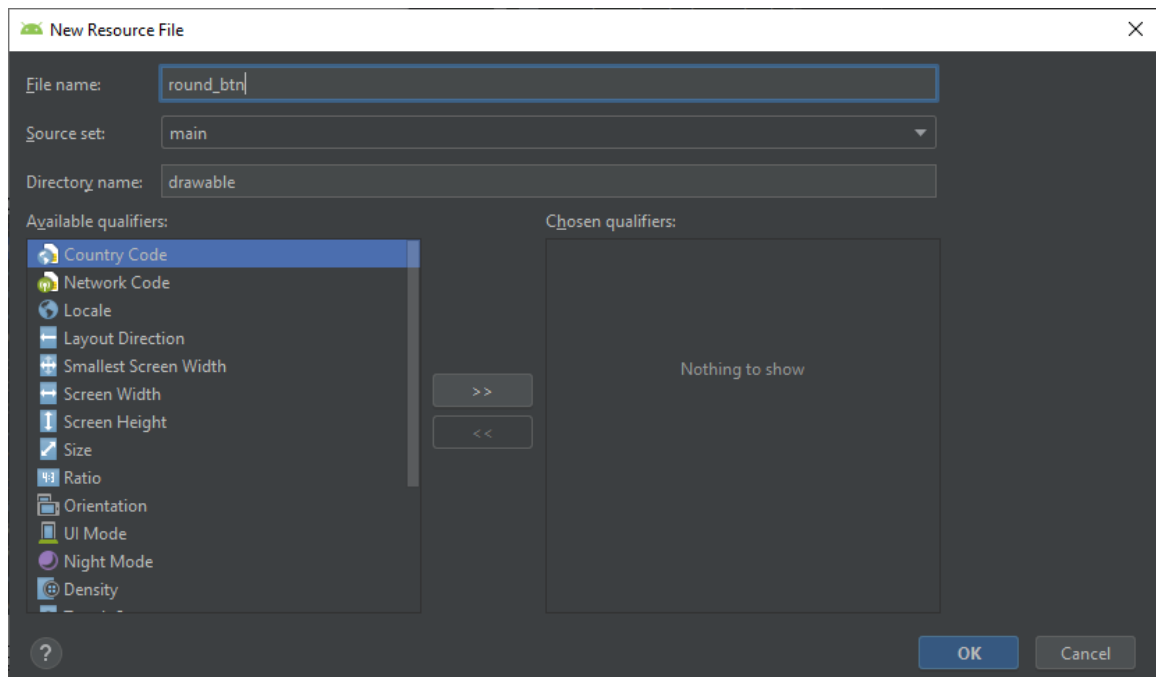 New Resource File
File name:
round_btn
Source set:
main
Directory name:
drawable
Available qualifiers:
Chosen qualifiers:
Country Code
Network Code
Locale
Layout Direction
Smallest Screen Width
Screen Width
Screen Height
Size
Ratio
Orientation
UI Mode
Night Mode
Density
>>
<<
Nothing to show
?
OK
Cancel